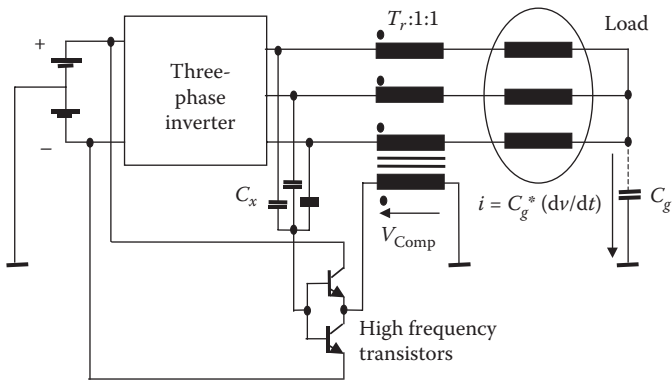 T_r:1:1
Load
+
Three-
phase
inverter
−
C_x
i = C_g* (dv/dt)
C_g
V_Comp
High frequency
transistors